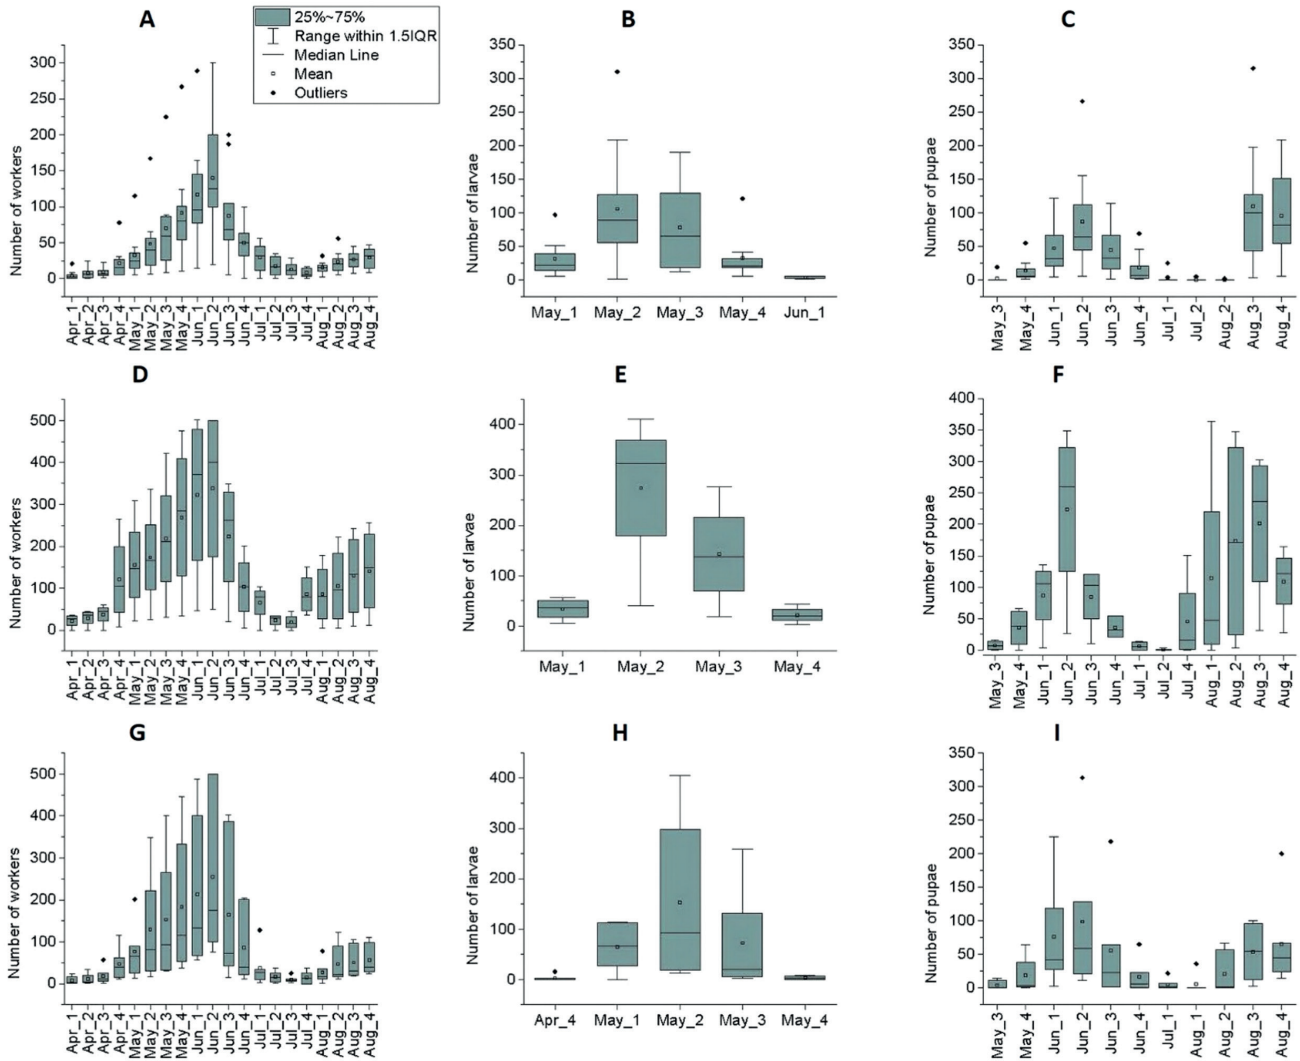 A
25%~75%
Range within 1.5IQR
Median Line
Mean
Outliers
Number of workers
300
250
200
150
100
50
0
Apr_1 Apr_2 Apr_3 Apr_4 May_1 May_2 May_3 May_4 Jun_1 Jun_2 Jun_3 Jun_4 Jul_1 Jul_2 Jul_3 Jul_4 Aug_1 Aug_2 Aug_3 Aug_4
B
Number of larvae
350
300
250
200
150
100
50
0
May_1 May_2 May_3 May_4 Jun_1
C
Number of pupae
350
300
250
200
150
100
50
0
May_3 May_4 Jun_1 Jun_2 Jun_3 Jun_4 Jul_1 Jul_2 Aug_2 Aug_3 Aug_4
D
Number of workers
500
400
300
200
100
0
Apr_1 Apr_2 Apr_3 Apr_4 May_1 May_2 May_3 May_4 Jun_1 Jun_2 Jun_3 Jun_4 Jul_1 Jul_2 Jul_3 Jul_4 Aug_1 Aug_2 Aug_3 Aug_4
E
Number of larvae
400
300
200
100
0
May_1 May_2 May_3 May_4
F
Number of pupae
400
350
300
250
200
150
100
50
0
May_3 May_4 Jun_1 Jun_2 Jun_3 Jun_4 Jul_1 Jul_2 Jul_4 Aug_1 Aug_2 Aug_3 Aug_4
G
Number of workers
500
400
300
200
100
0
Apr_1 Apr_2 Apr_3 Apr_4 May_1 May_2 May_3 May_4 Jun_1 Jun_2 Jun_3 Jun_4 Jul_1 Jul_2 Jul_3 Jul_4 Aug_1 Aug_2 Aug_3 Aug_4
H
Number of larvae
400
300
200
100
0
Apr_4 May_1 May_2 May_3 May_4
I
Number of pupae
350
300
250
200
150
100
50
0
May_3 May_4 Jun_1 Jun_2 Jun_3 Jun_4 Jul_1 Aug_1 Aug_2 Aug_3 Aug_4